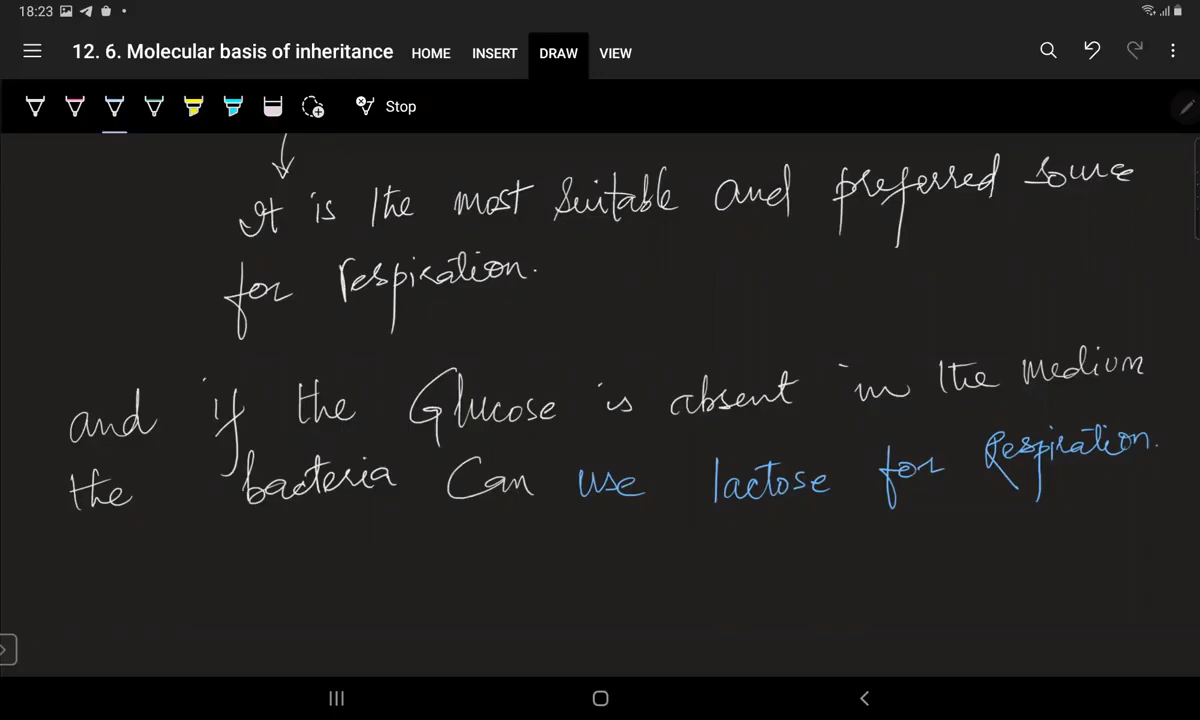 18:23
12. 6. Molecular basis of inheritance HOME INSERT DRAW VIEW
Stop
It is the most suitable and preferred source
for respiration.
and if the Glucose is absent in the medium
the bacteria Can use lactose for Respiration.